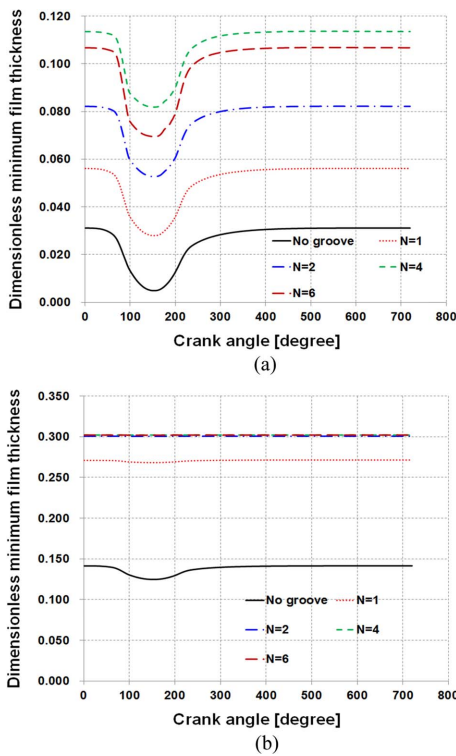 Dimensionless minimum film thickness
0.120
0.100
0.080
0.060
0.040
0.020
0.000
No groove
N=1
N=2
N=4
N=6
0 100 200 300 400 500 600 700 800
Crank angle [degree]
(a)
Dimensionless minimum film thickness
0.350
0.300
0.250
0.200
0.150
0.100
0.050
0.000
No groove
N=1
N=2
N=4
N=6
0 100 200 300 400 500 600 700 800
Crank angle [degree]
(b)